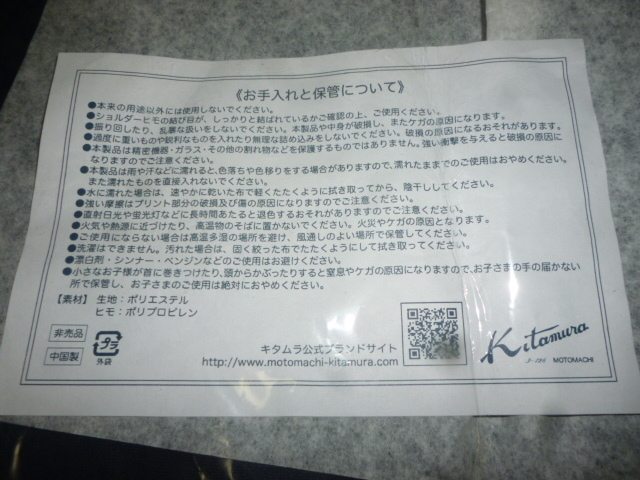 《お手入れと保管について》
●本来の用途以外には使用しないでください。
●ショルダーヒモの結び目が、しっかりと結ばれているかご確認の上、ご使用ください。
●振り回したり、乱暴な扱いをしないでください。本製品や中身が破損し、またケガの原因になります。
●過度に重いものや鋭利なものを入れたり無理な詰め込みをしないでください。破損の原因になるおそれがあります。
●本製品は精密機器・ガラス・その他の割れ物などを保護するものではありません。強い衝撃を与えると破損の原因に
なりますのでご注意ください。
●本製品は雨や汗などに濡れると、色落ちや色移りをする場合がありますので、濡れたままでのご使用はおやめください。
また濡れたものを直接入れないでください。
●水に濡れた場合は、速やかに乾いた布で軽くたたくように拭き取ってから、陰干ししてください。
●強い摩擦はプリント部分の破損及び傷の原因になりますのでご注意ください。
●直射日光や蛍光灯などに長時間あたると退色するおそれがありますのでご注意ください。
●火気や熱源に近づけたり、高温物のそばに置かないでください。火災やケガの原因となります。
●ご使用にならない場合は高温多湿の場所を避け、風通しのよい場所で保管してください。
●洗濯はできません。汚れた場合は、固く絞った布でたたくようにして拭き取ってください。
●漂白剤・シンナー・ベンジンなどのご使用はお避けください。
●小さなお子様が首に巻きつけたり、頭からかぶったりすると窒息やケガの原因になりますので、お子さまの手の届かない
所で保管し、お子さまのご使用は絶対におやめください。
【素材】 生地：ポリエステル
ヒモ：ポリプロピレン
非売品
中国製
プラ
外袋
キタムラ公式ブランドサイト
http://www.motomachi-kitamura.com
Kitamura
MOTOMACHI